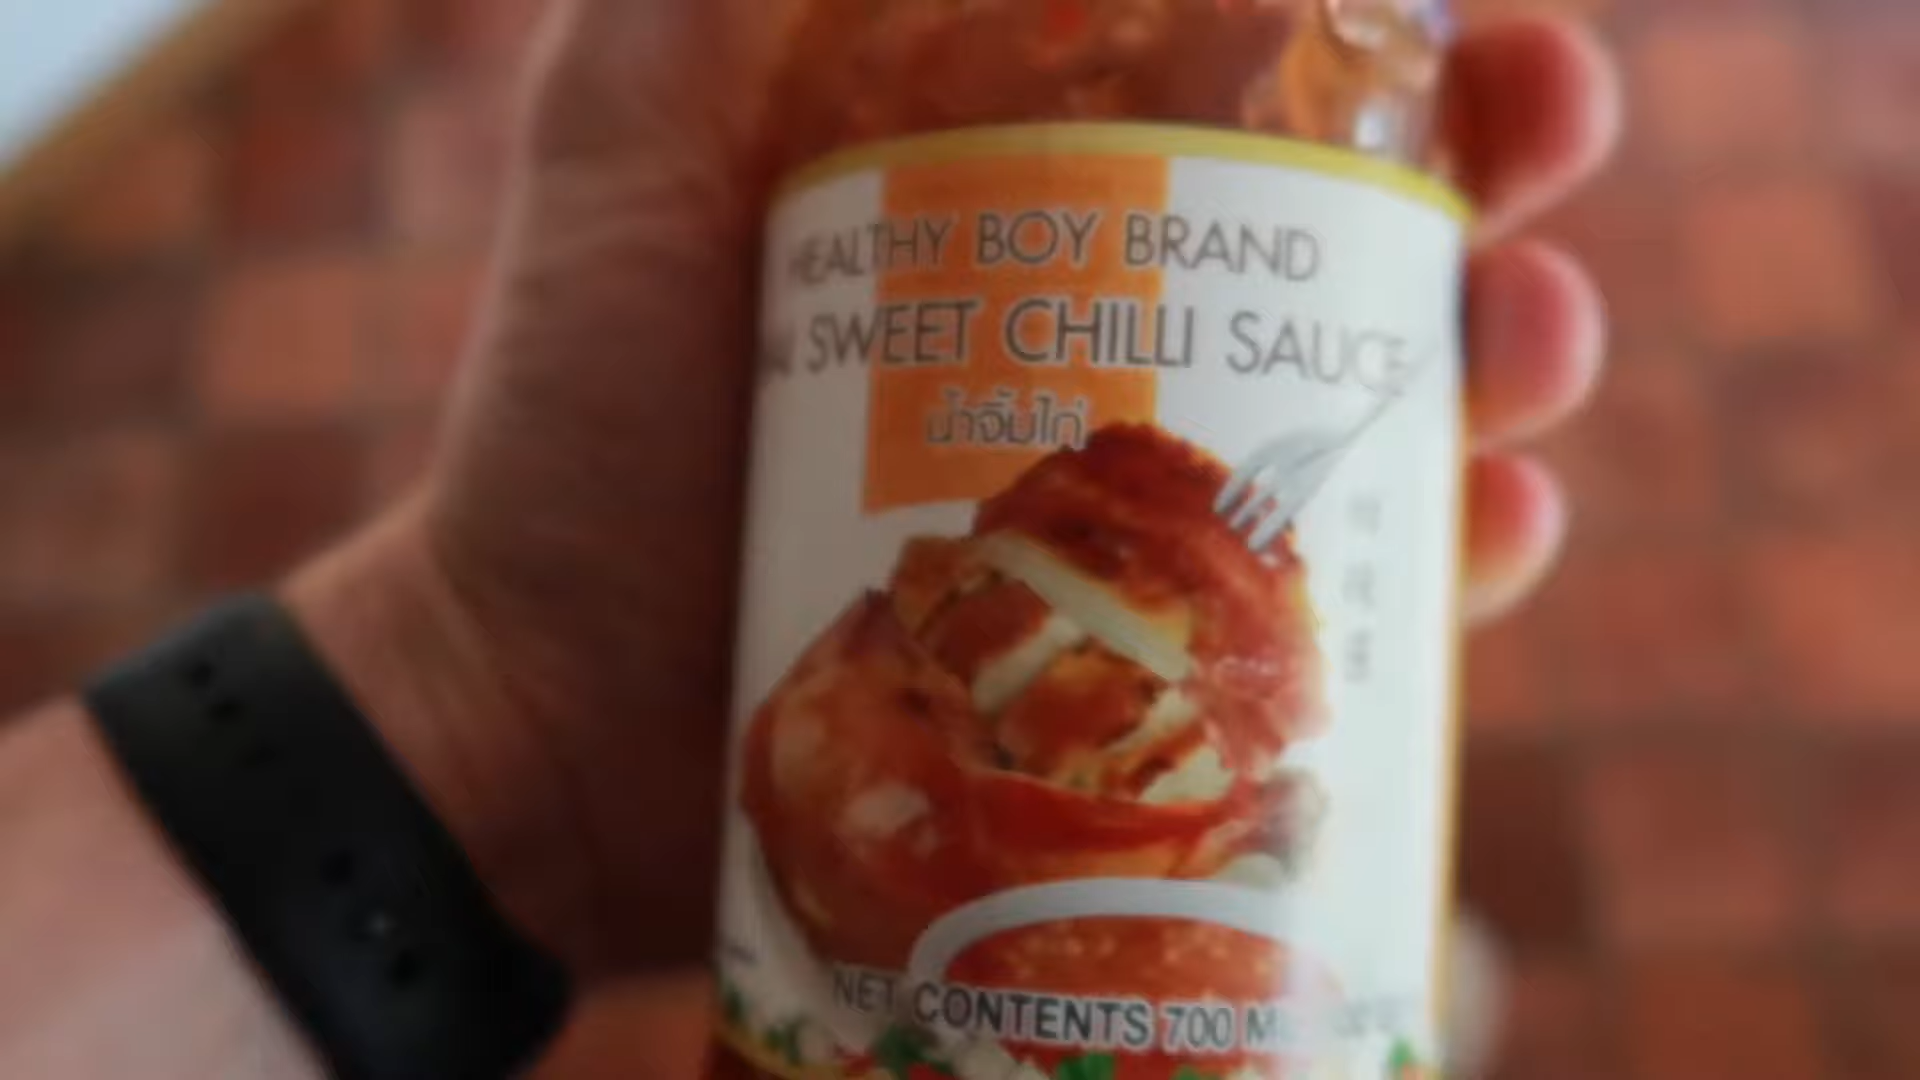 HEALTHY BOY BRAND
SWEET CHILLI SAUCE
น้ำจิ้มไก่
NET CONTENTS 700